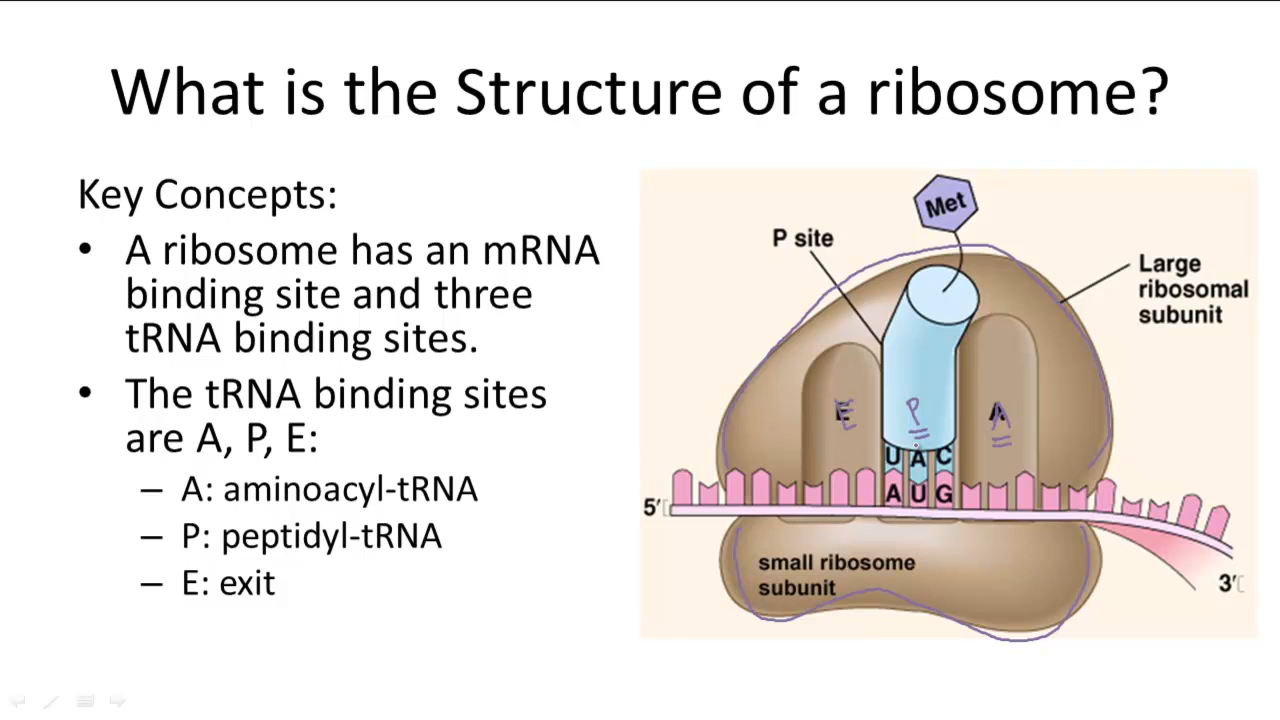 What is the Structure of a ribosome?
Key Concepts:
• A ribosome has an mRNA
binding site and three
tRNA binding sites.
• The tRNA binding sites
are A, P, E:
– A: aminoacyl-tRNA
– P: peptidyl-tRNA
– E: exit
Met
P site
Large
ribosomal
subunit
E
P
A
UAC
AUG
5′
small ribosome
subunit
3′